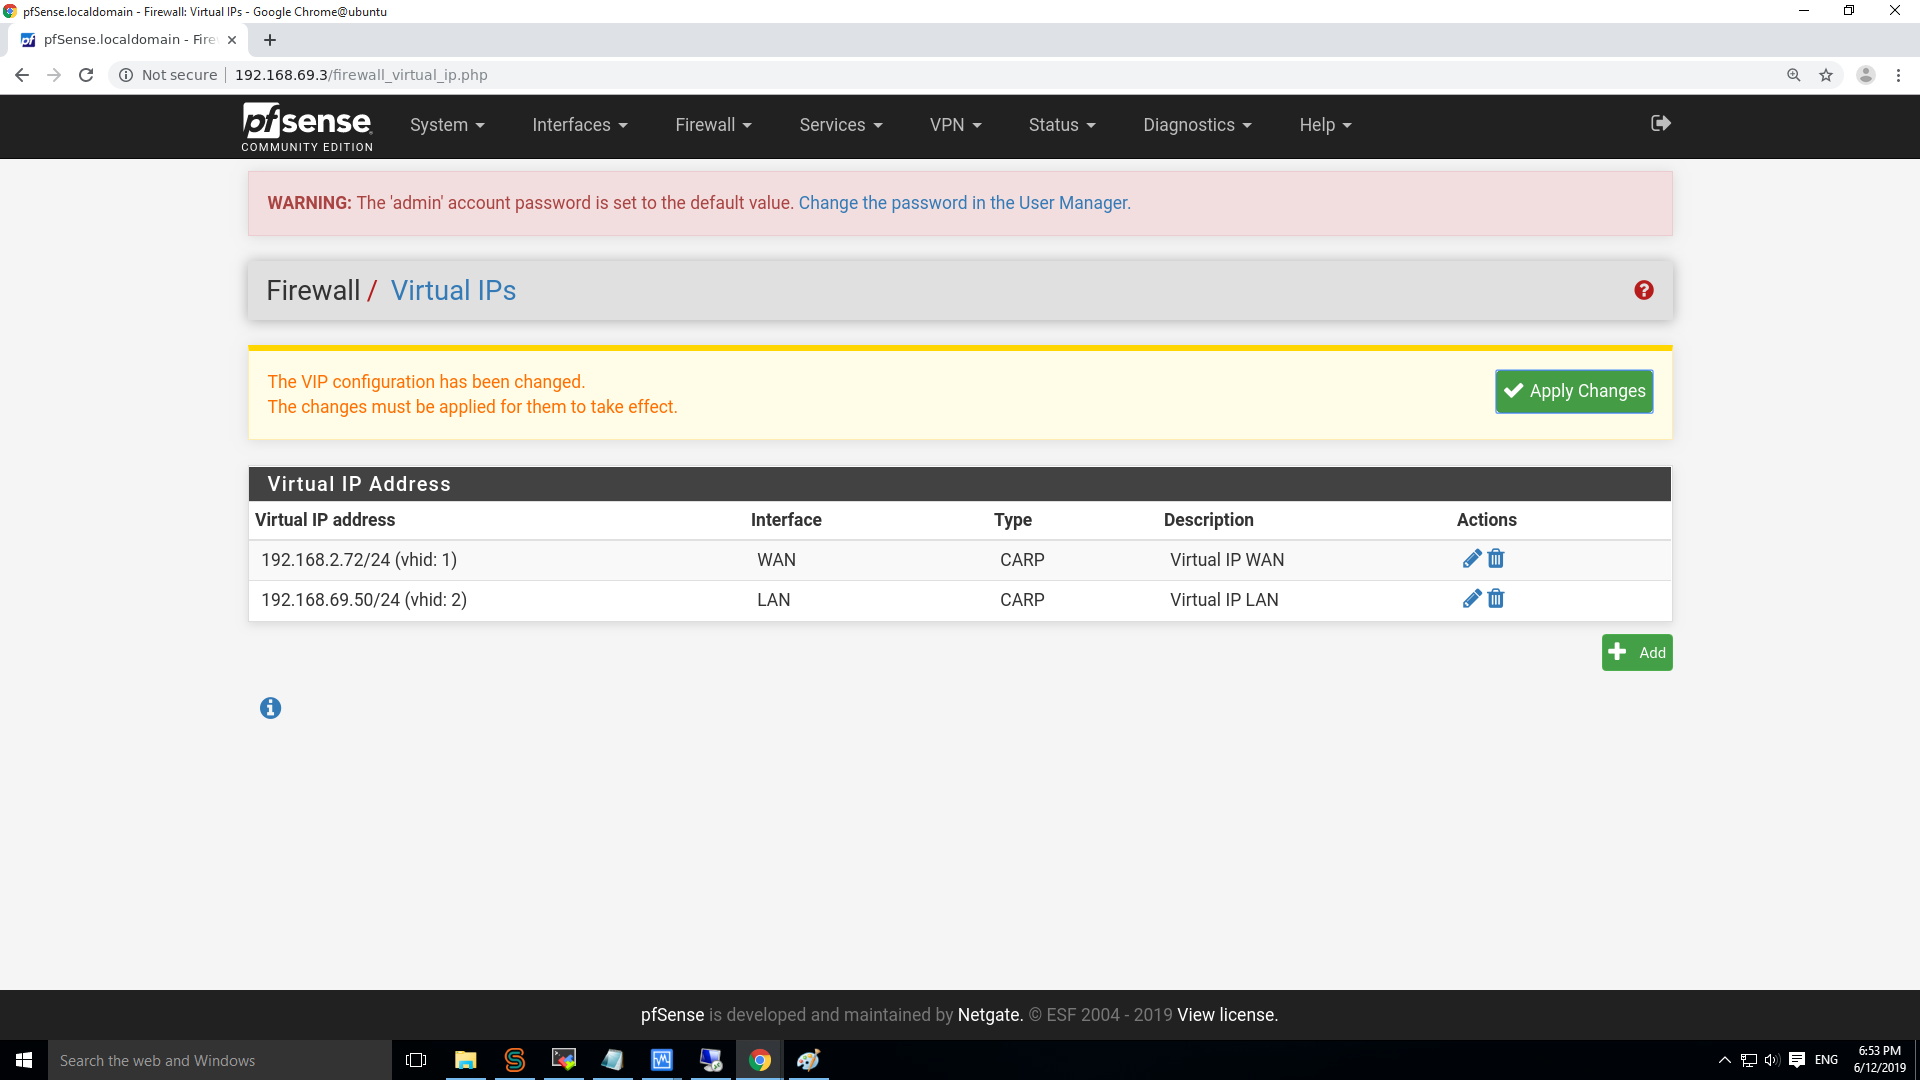 pfSense.localdomain - Firewall: Virtual IPs - Google Chrome@ubuntu
pfSense.localdomain - Fire
Not secure
192.168.69.3/firewall_virtual_ip.php
pfsense
COMMUNITY EDITION
System
Interfaces
Firewall
Services
VPN
Status
Diagnostics
Help
WARNING: The 'admin' account password is set to the default value. Change the password in the User Manager.
Firewall / Virtual IPs
The VIP configuration has been changed.
The changes must be applied for them to take effect.
Apply Changes
Virtual IP Address
Virtual IP address Interface Type Description Actions
192.168.2.72/24 (vhid: 1) WAN CARP Virtual IP WAN
192.168.69.50/24 (vhid: 2) LAN CARP Virtual IP LAN
Add
pfSense is developed and maintained by Netgate. © ESF 2004 - 2019 View license.
Search the web and Windows
ENG
6:53 PM
6/12/2019